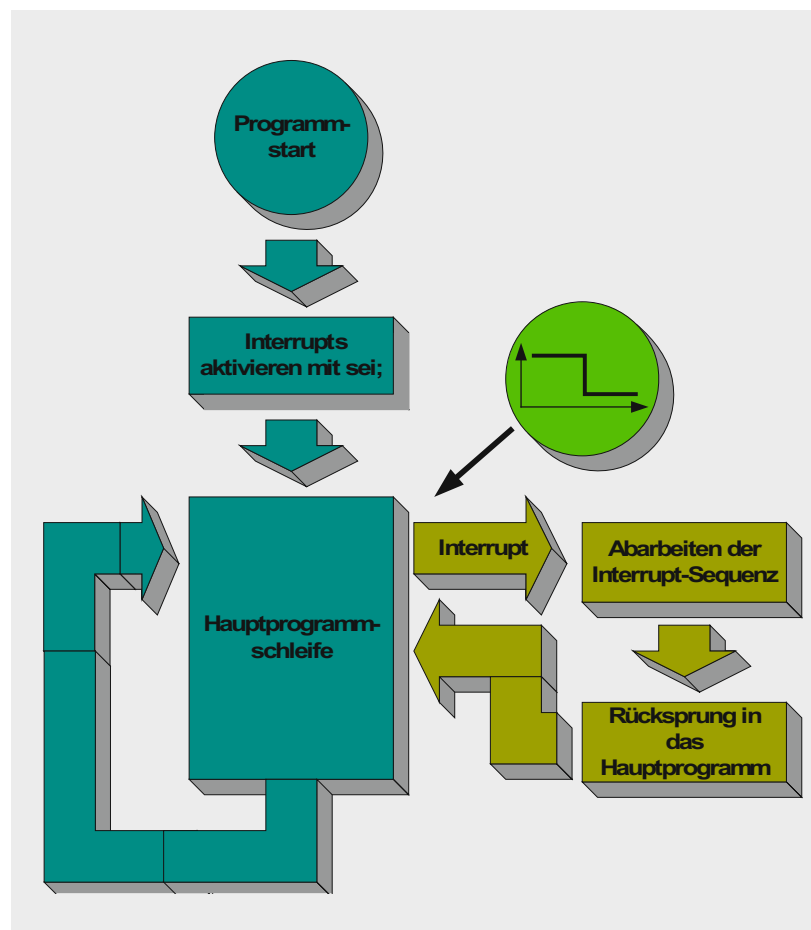 Programm-
start
Interrupts
aktivieren mit sei;
Interrupt
Abarbeiten der
Interrupt-Sequenz
Hauptprogramm-
schleife
Rücksprung in
das
Hauptprogramm